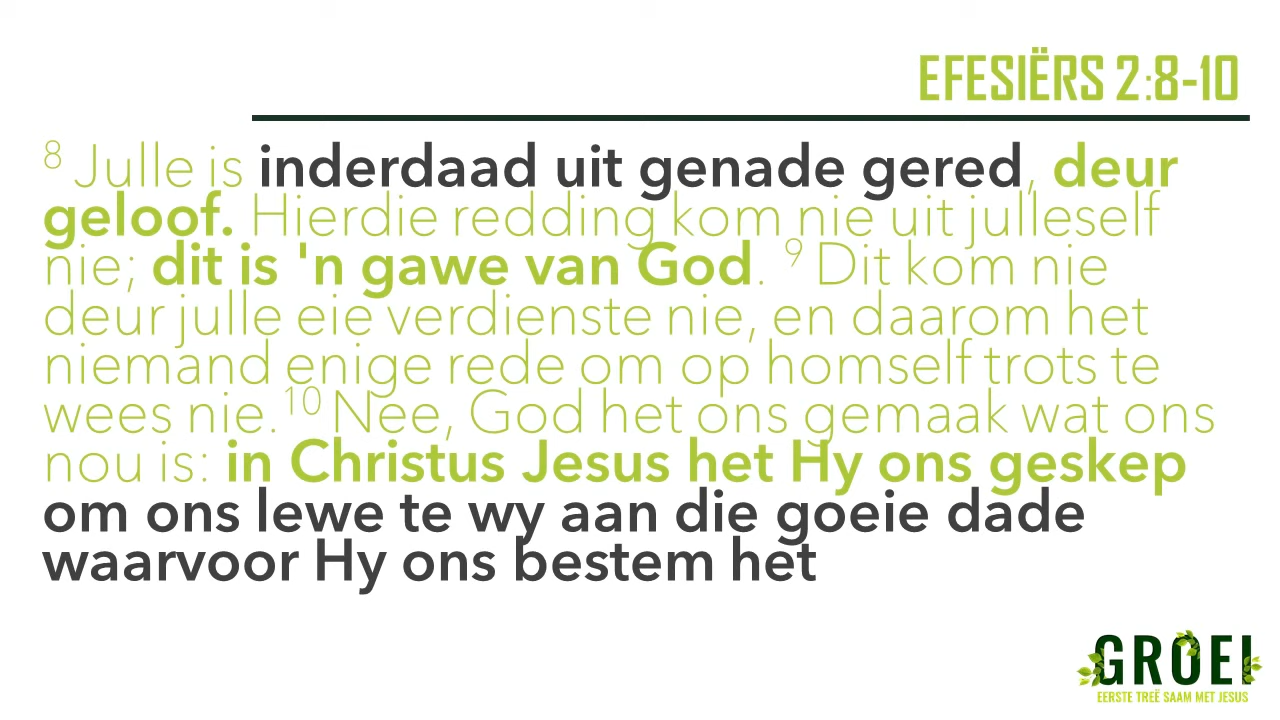 EFESIËRS 2:8-10
8 Julle is inderdaad uit genade gered, deur
geloof. Hierdie redding kom nie uit julleself
nie; dit is 'n gawe van God. 9 Dit kom nie
deur julle eie verdienste nie, en daarom het
niemand enige rede om op homself trots te
wees nie. 10 Nee, God het ons gemaak wat ons
nou is: in Christus Jesus het Hy ons geskep
om ons lewe te wy aan die goeie dade
waarvoor Hy ons bestem het
GROEI
EERSTE TREË SAAM MET JESUS